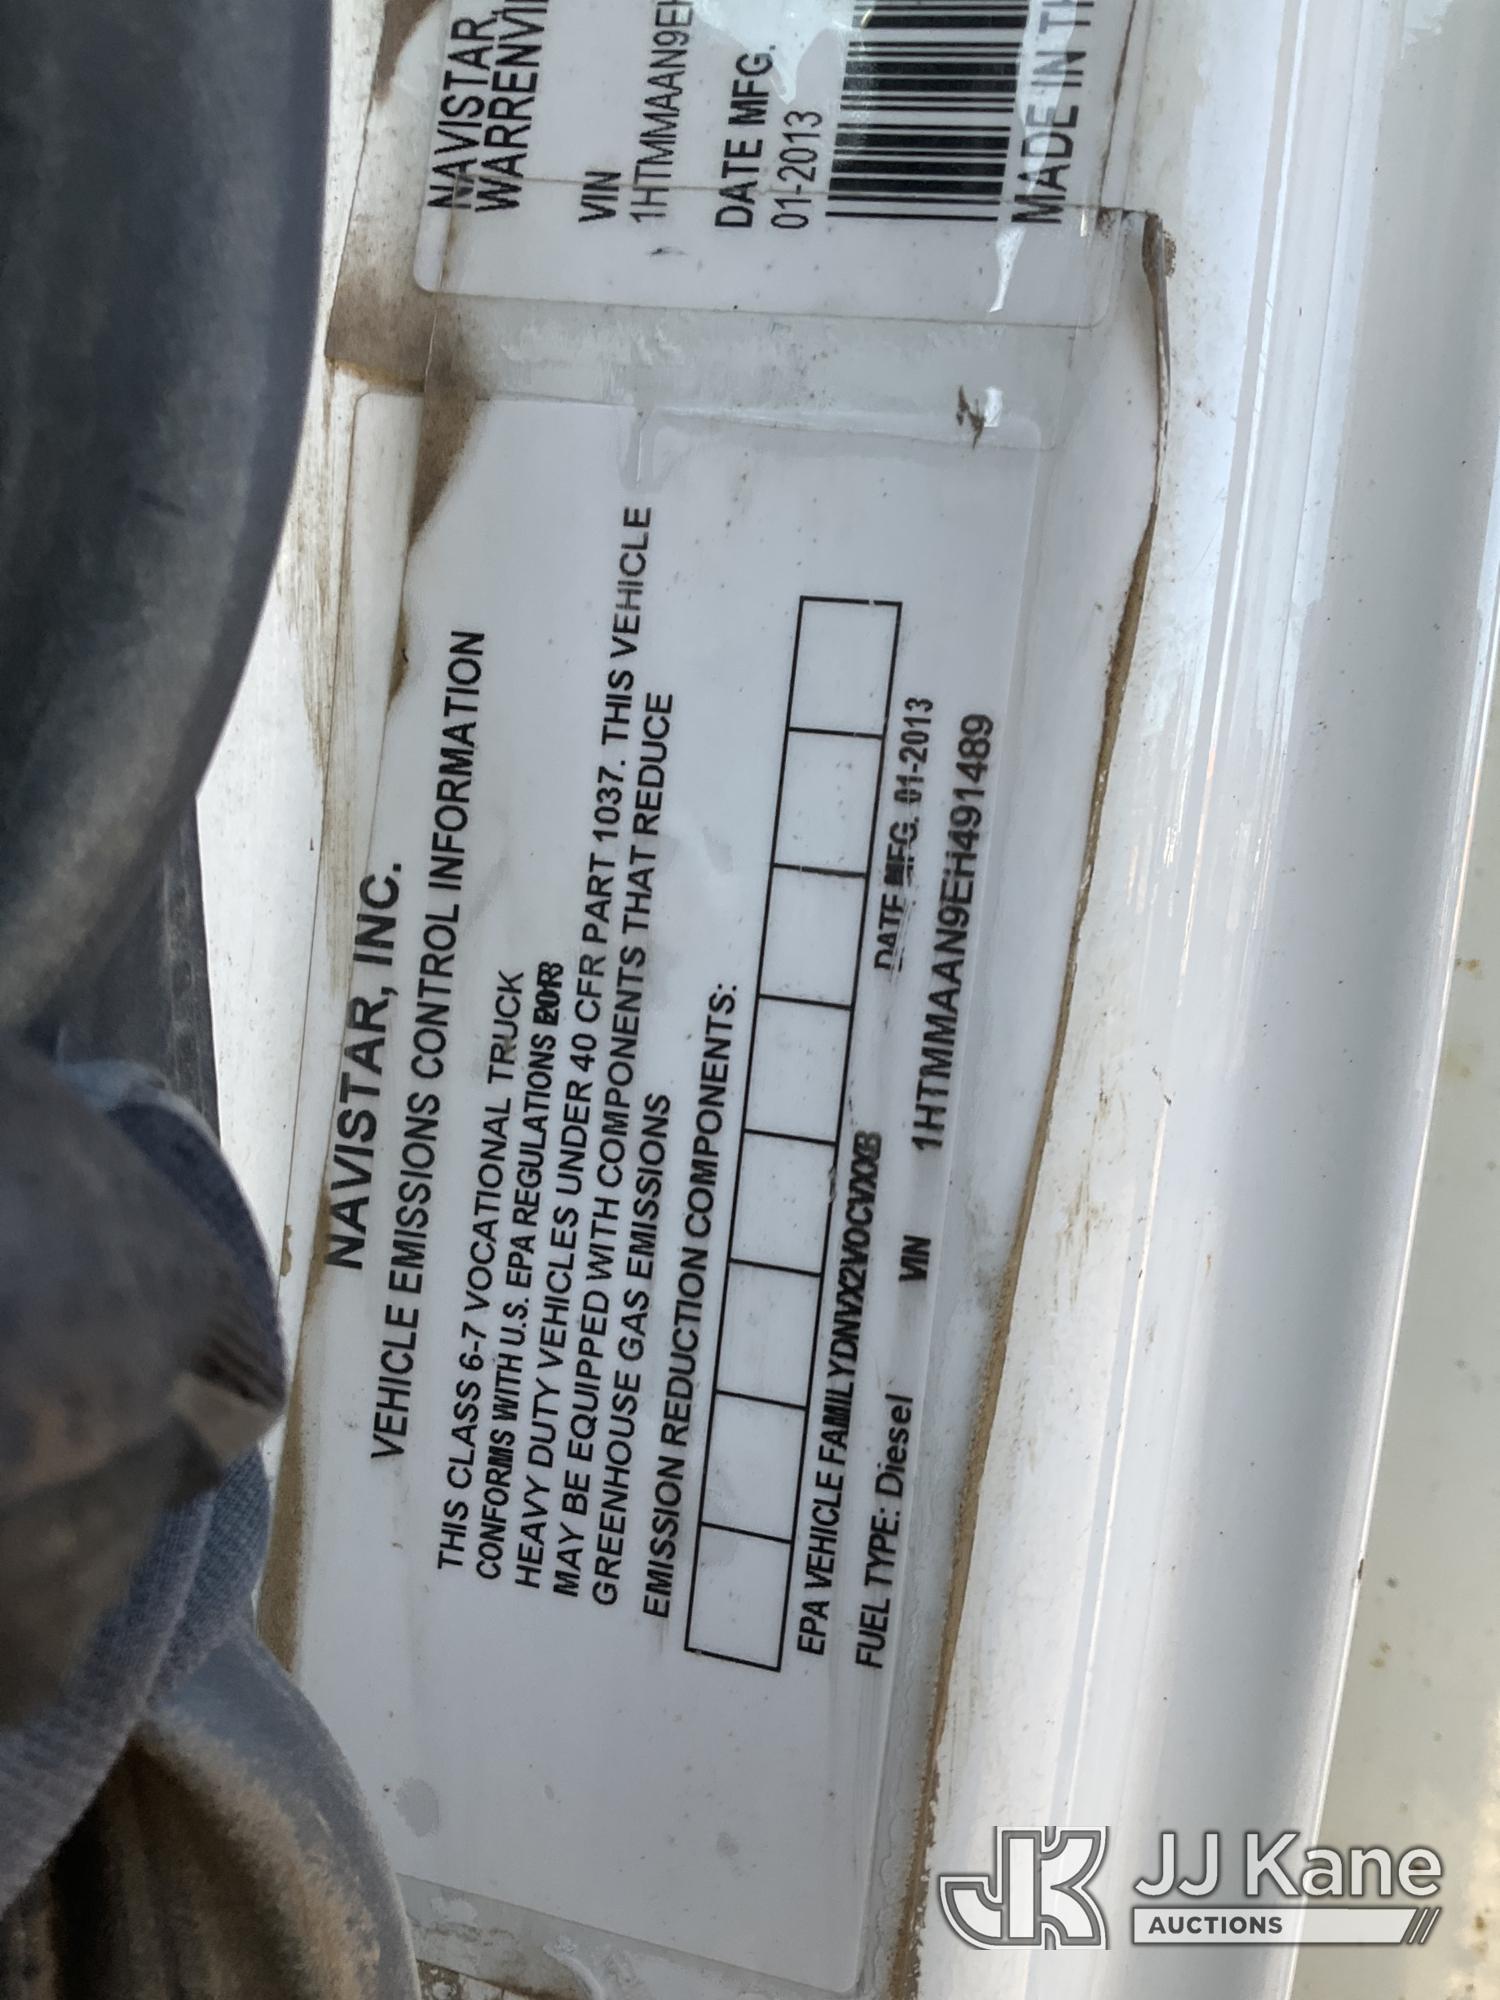 NAVISTAR, INC.
VEHICLE EMISSIONS CONTROL INFORMATION
THIS CLASS 6-7 VOCATIONAL TRUCK
CONFORMS WITH U.S. EPA REGULATIONS
HEAVY DUTY VEHICLES UNDER 40 CFR PART 1037. THIS VEHICLE
MAY BE EQUIPPED WITH COMPONENTS THAT REDUCE
GREENHOUSE GAS EMISSIONS
EMISSION REDUCTION COMPONENTS:
EPA VEHICLE FAMILY DATE MFG. 01-2013
FUEL TYPE: Diesel VIN 1HTMMAAN9EH491489
NAVISTAR,
WARRENVI
VIN
1HTMMAAN9EH
DATE MFG.
01-2013
MADE IN TH
JJ Kane
AUCTIONS